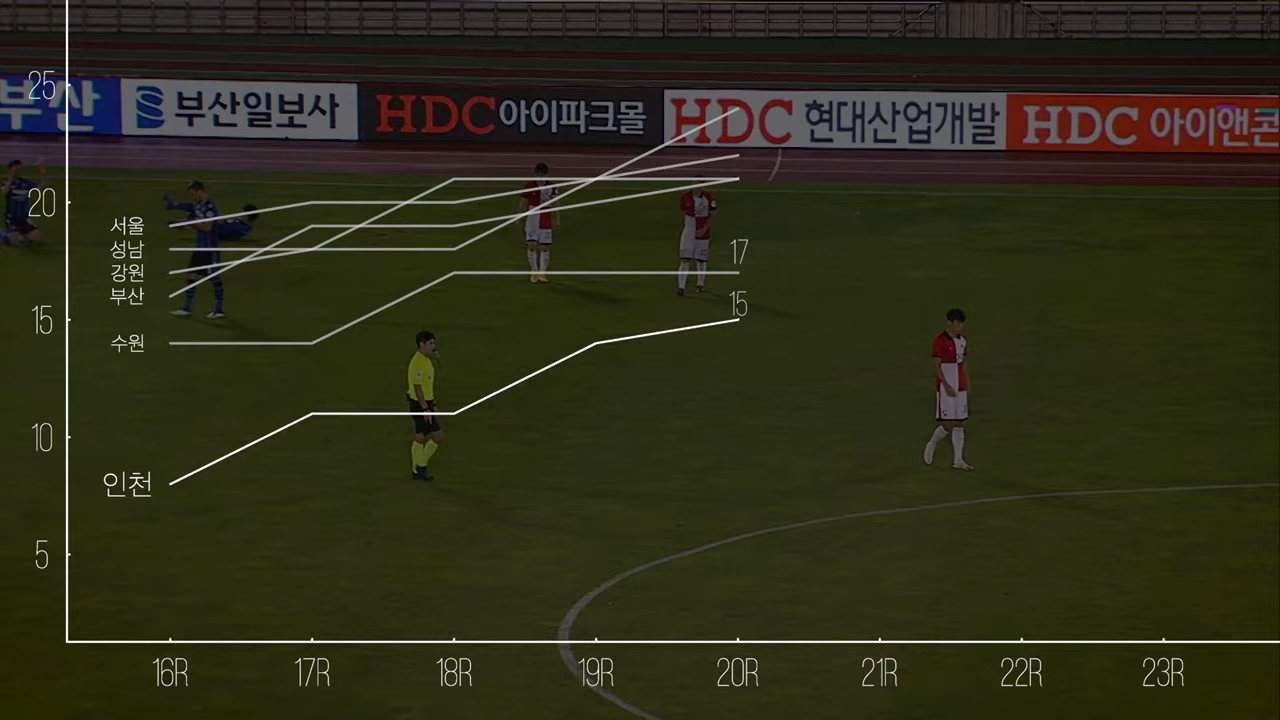 25
부산
부산일보사
HDC 아이파크몰
HDC 현대산업개발
HDC 아이앤콘
20
서울
성남
강원
부산
수원
17
15
15
10
인천
5
16R 17R 18R 19R 20R 21R 22R 23R